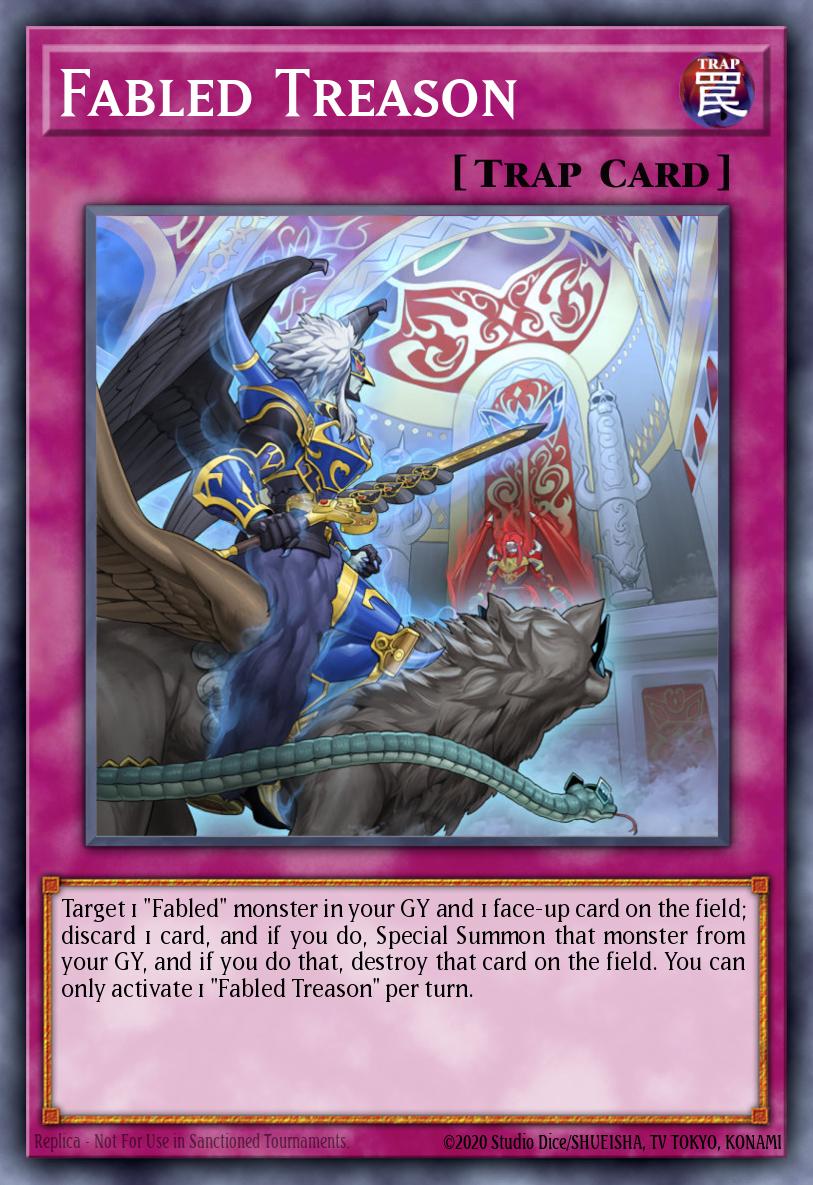 Fabled Treason
TRAP
罠
[Trap Card]
Target 1 "Fabled" monster in your GY and 1 face-up card on the field;
discard 1 card, and if you do, Special Summon that monster from
your GY, and if you do that, destroy that card on the field. You can
only activate 1 "Fabled Treason" per turn.
Replica - Not For Use in Sanctioned Tournaments.
©2020 Studio Dice/SHUEISHA, TV TOKYO, KONAMI